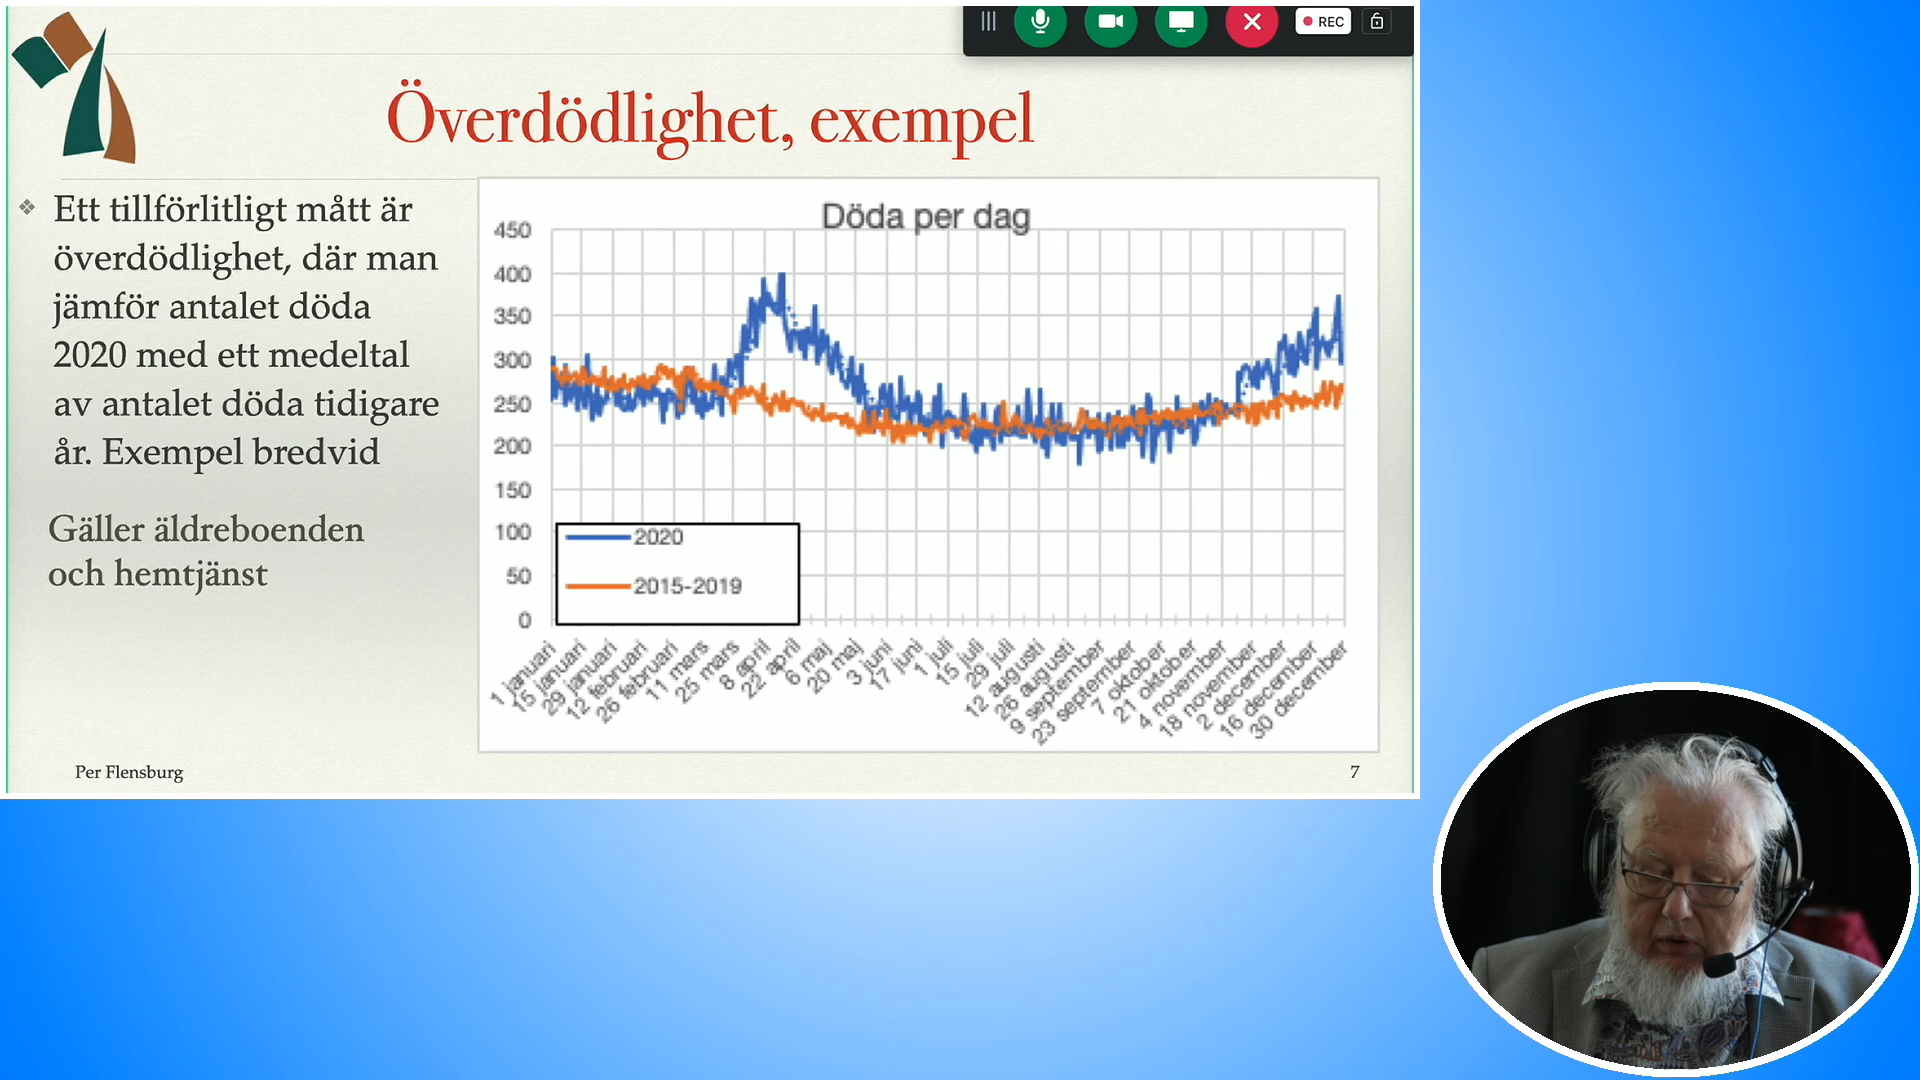 REC
Överdödlighet, exempel
Ett tillförlitligt mått är
överdödlighet, där man
jämför antalet döda
2020 med ett medeltal
av antalet döda tidigare
år. Exempel bredvid
Gäller äldreboenden
och hemtjänst
Döda per dag
450
400
350
300
250
200
150
100
50
0
2020
2015-2019
1 januari
15 januari
29 januari
12 februari
26 februari
11 mars
25 mars
8 april
22 april
6 maj
20 maj
3 juni
17 juni
1 juli
15 juli
29 juli
12 augusti
26 augusti
9 september
23 september
7 oktober
21 oktober
4 november
18 november
2 december
16 december
30 december
Per Flensburg
7